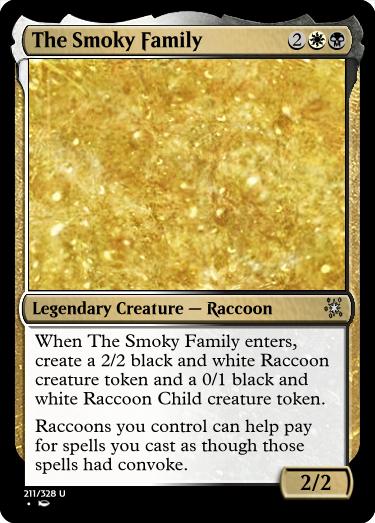 The Smoky Family 2
Legendary Creature — Raccoon
When The Smoky Family enters,
create a 2/2 black and white Raccoon
creature token and a 0/1 black and
white Raccoon Child creature token.
Raccoons you control can help pay
for spells you cast as though those
spells had convoke.
2/2
211/328 U